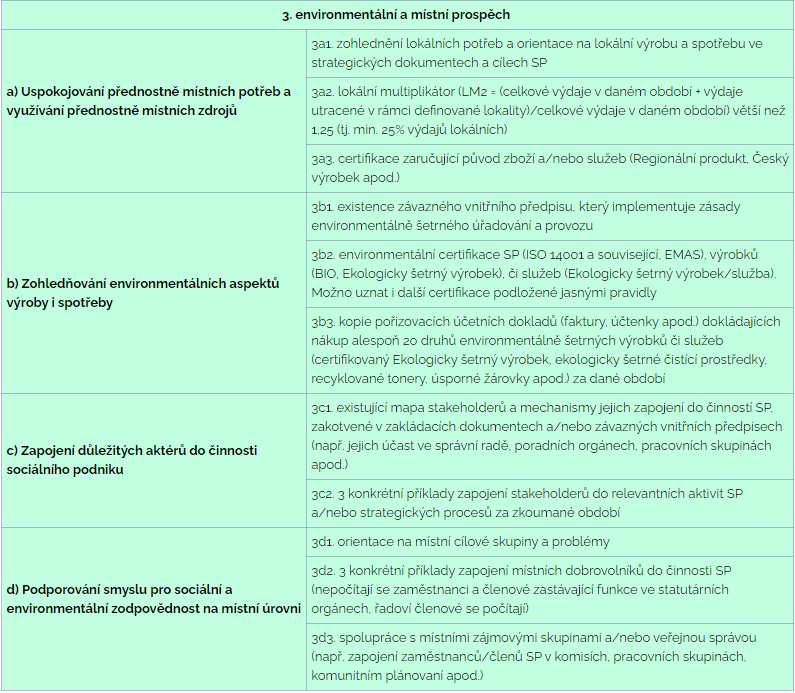 3. environmentální a místní prospěch
a) Uspokojování přednostně místních potřeb a
využívání přednostně místních zdrojů
3a1. zohlednění lokálních potřeb a orientace na lokální výrobu a spotřebu ve
strategických dokumentech a cílech SP
3a2. lokální multiplikátor (LM2 = (celkové výdaje v daném období + výdaje
utracené v rámci definované lokality)/celkové výdaje v daném období) větší než
1,25 (tj. min. 25% výdajů lokálních)
3a3. certifikace zaručující původ zboží a/nebo služeb (Regionální produkt, Český
výrobek apod.)
b) Zohledňování environmentálních aspektů
výroby i spotřeby
3b1. existence závazného vnitřního předpisu, který implementuje zásady
environmentálně šetrného úřadování a provozu
3b2. environmentální certifikace SP (ISO 14001 a související, EMAS), výrobků
(BIO, Ekologicky šetrný výrobek), či služeb (Ekologicky šetrný výrobek/služba).
Možno uznat i další certifikace podložené jasnými pravidly
3b3. kopie pořizovacích účetních dokladů (faktury, účtenky apod.) dokládajících
nákup alespoň 20 druhů environmentálně šetrných výrobků či služeb
(certifikovaný Ekologicky šetrný výrobek, ekologicky šetrné čistící prostředky,
recyklované tonery, úsporné žárovky apod.) za dané období
c) Zapojení důležitých aktérů do činnosti
sociálního podniku
3c1. existující mapa stakeholderů a mechanismy jejich zapojení do činností SP,
zakotvené v zakládacích dokumentech a/nebo závazných vnitřních předpisech
(např. jejich účast ve správní radě, poradních orgánech, pracovních skupinách
apod.)
3c2. 3 konkrétní příklady zapojení stakeholderů do relevantních aktivit SP
a/nebo strategických procesů za zkoumané období
d) Podporování smyslu pro sociální a
environmentální zodpovědnost na místní úrovni
3d1. orientace na místní cílové skupiny a problémy
3d2. 3 konkrétní příklady zapojení místních dobrovolníků do činnosti SP
(nepočítají se zaměstnanci a členové zastávající funkce ve statutárních
orgánech, řadoví členové se počítají)
3d3. spolupráce s místními zájmovými skupinami a/nebo veřejnou správou
(např. zapojení zaměstnanců/členů SP v komisích, pracovních skupinách,
komunitním plánovaní apod.)